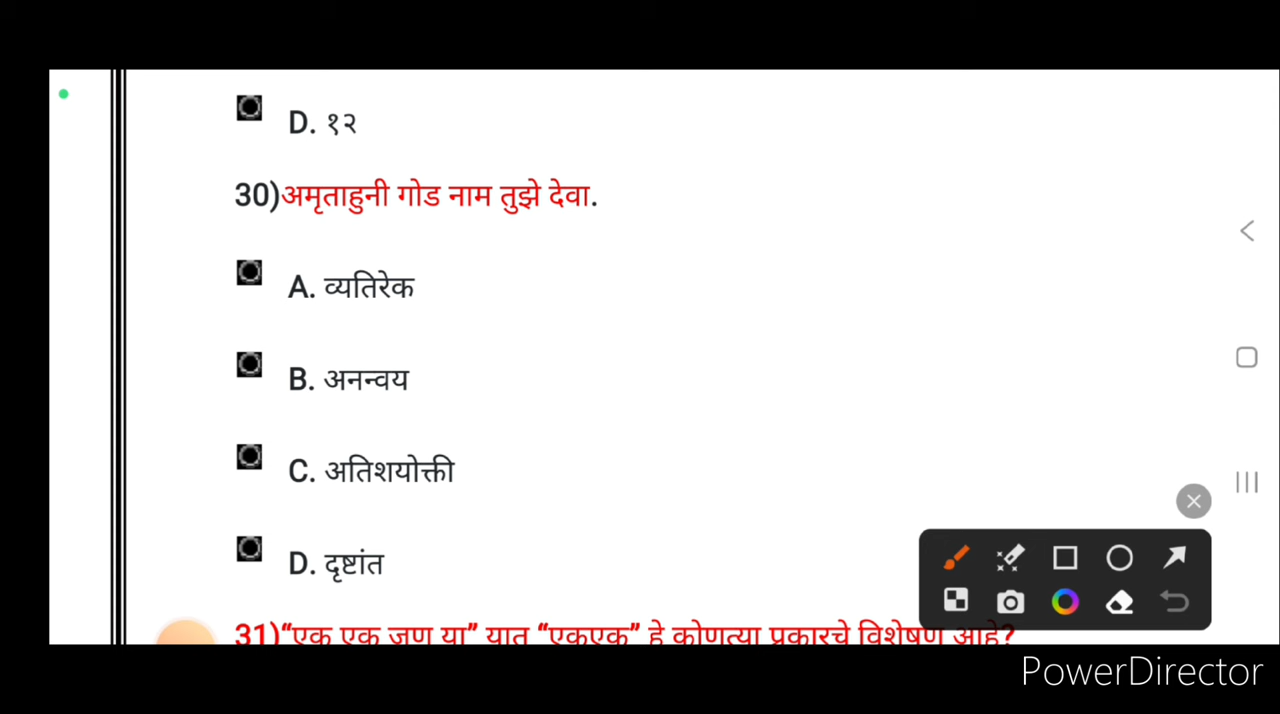 D. १२
30)अमृताहुनी गोड नाम तुझे देवा.
A. व्यतिरेक
B. अनन्वय
C. अतिशयोक्ती
D. दृष्टांत
31)“एक एक जण या” यात “एकएक” हे कोणत्या प्रकारचे विशेषण आहे?
PowerDirector